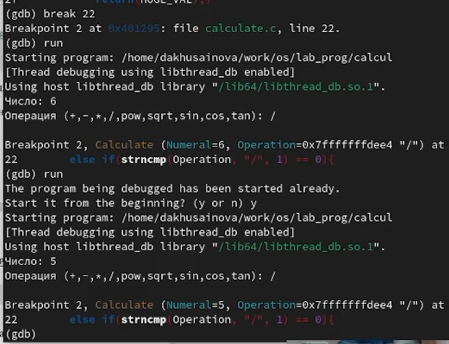 27 return(HUGE_VAL);
(gdb) break 22
Breakpoint 2 at 0x401295: file calculate.c, line 22.
(gdb) run
Starting program: /home/dakhusainova/work/os/lab_prog/calcul
[Thread debugging using libthread_db enabled]
Using host libthread_db library "/lib64/libthread_db.so.1".
Число: 6
Операция (+,-,*,/,pow,sqrt,sin,cos,tan): /
Breakpoint 2, Calculate (Numeral=6, Operation=0x7fffffffdee4 "/") at
22 else if(strncmp(Operation, "/", 1) == 0){
(gdb) run
The program being debugged has been started already.
Start it from the beginning? (y or n) y
Starting program: /home/dakhusainova/work/os/lab_prog/calcul
[Thread debugging using libthread_db enabled]
Using host libthread_db library "/lib64/libthread_db.so.1".
Число: 5
Операция (+,-,*,/,pow,sqrt,sin,cos,tan): /
Breakpoint 2, Calculate (Numeral=5, Operation=0x7fffffffdee4 "/") at
22 else if(strncmp(Operation, "/", 1) == 0){
(gdb)